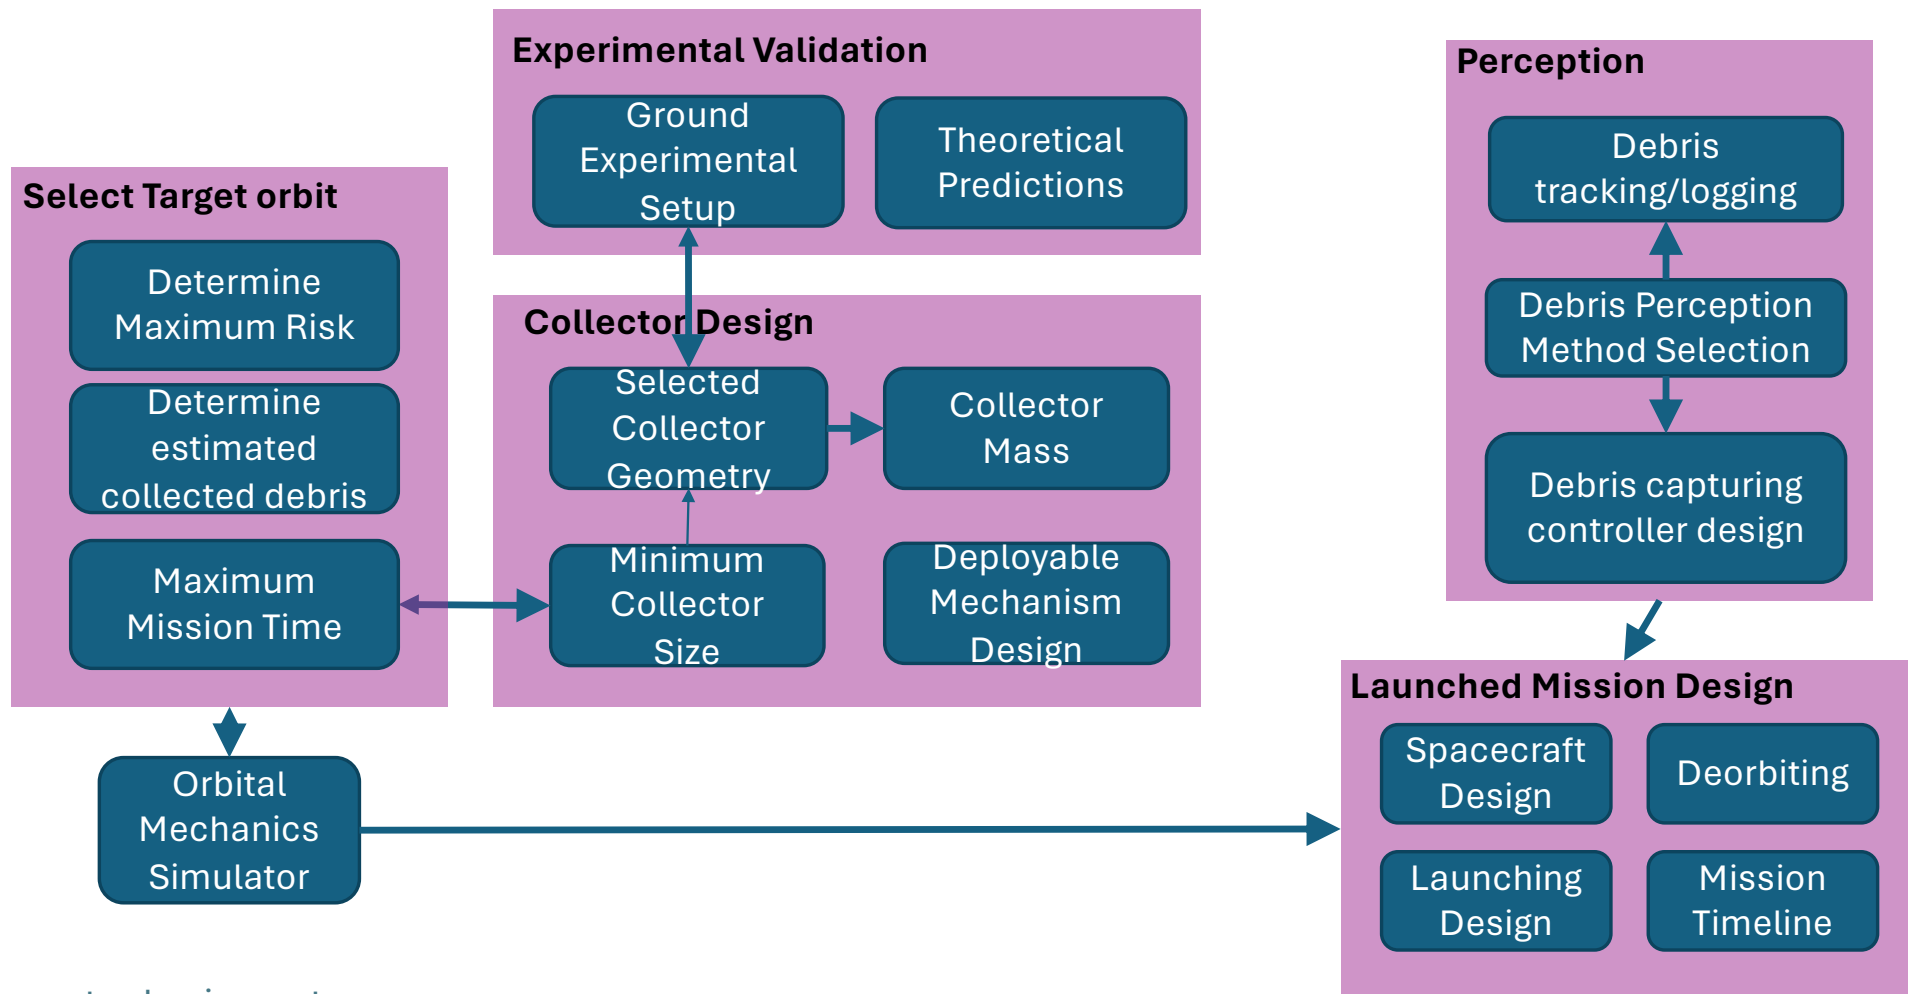 Experimental Validation
Ground
Experimental
Setup
Theoretical
Predictions
Perception
Debris
tracking/logging
Debris Perception
Method Selection
Debris capturing
controller design
Select Target orbit
Determine
Maximum Risk
Determine
estimated
collected debris
Maximum
Mission Time
Collector Design
Selected
Collector
Geometry
Collector
Mass
Minimum
Collector
Size
Deployable
Mechanism
Design
Orbital
Mechanics
Simulator
Launched Mission Design
Spacecraft
Design
Deorbiting
Launching
Design
Mission
Timeline